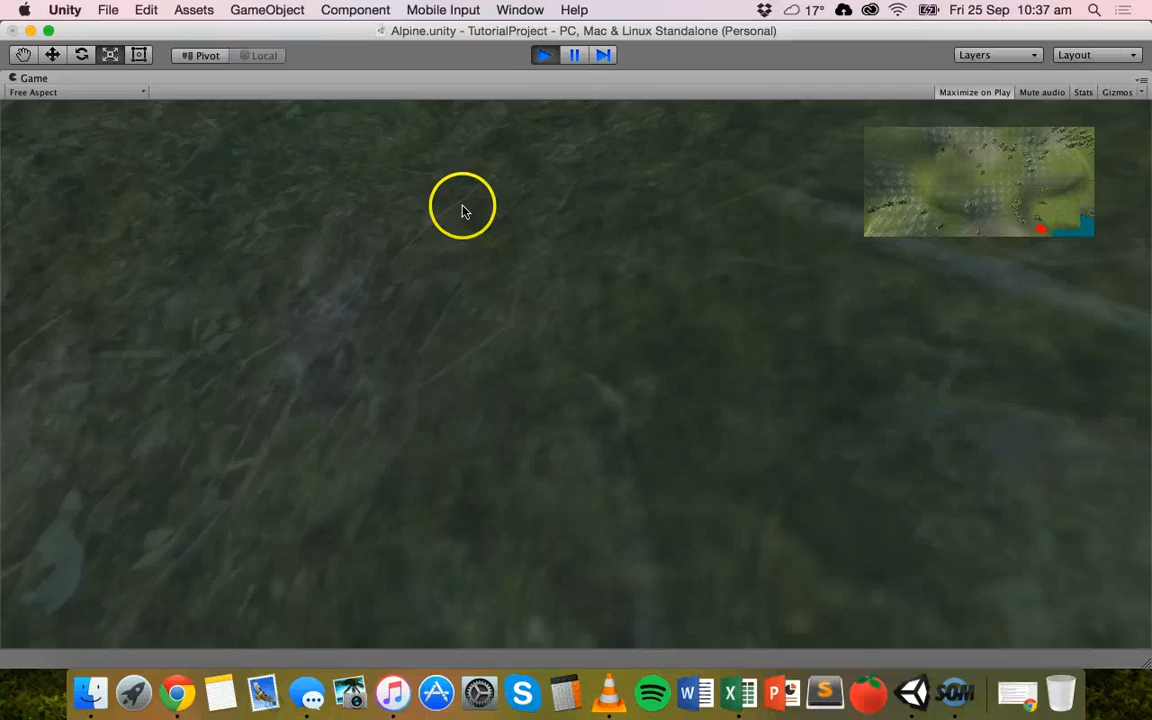 Unity File Edit Assets GameObject Component Mobile Input Window Help 17° Fri 25 Sep 10:37 am
Alpine.unity - TutorialProject - PC, Mac & Linux Standalone (Personal)
Pivot Local Layers Layout
Game
Free Aspect Maximize on Play Mute audio Stats Gizmos
S W X P S SOM